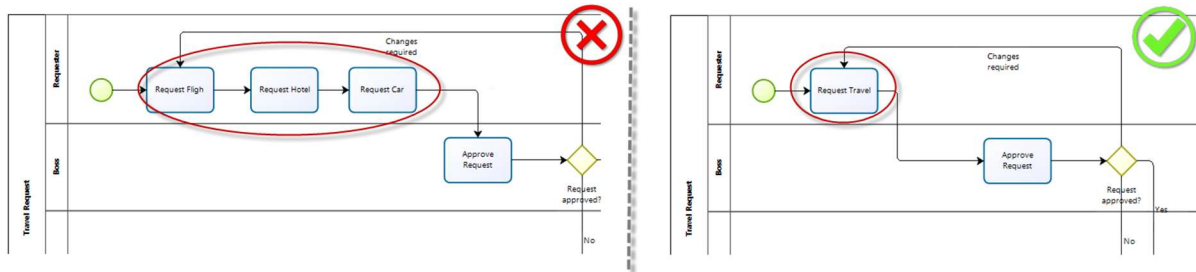 Travel Request
Requester
Changes
required
Request Fligh
Request Hotel
Request Car
Boss
Approve
Request
Request
approved?
No
Travel Request
Requester
Changes
required
Request Travel
Boss
Approve
Request
Request
approved?
Yes
No